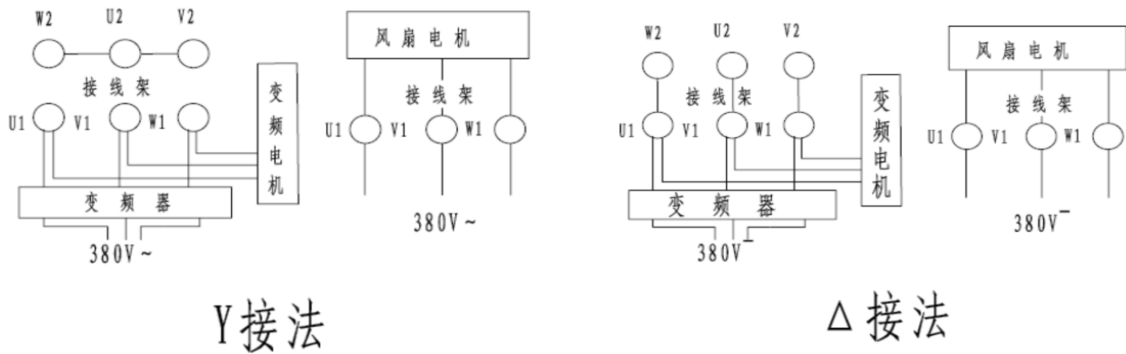 W2 U2 V2
接线架
U1 V1 W1
变频电机
变频器
380V~
风扇电机
接线架
U1 V1 W1
380V~
Y接法
W2 U2 V2
接线架
U1 V1 W1
变频电机
变频器
380V‾
风扇电机
接线架
U1 V1 W1
380V‾
△接法